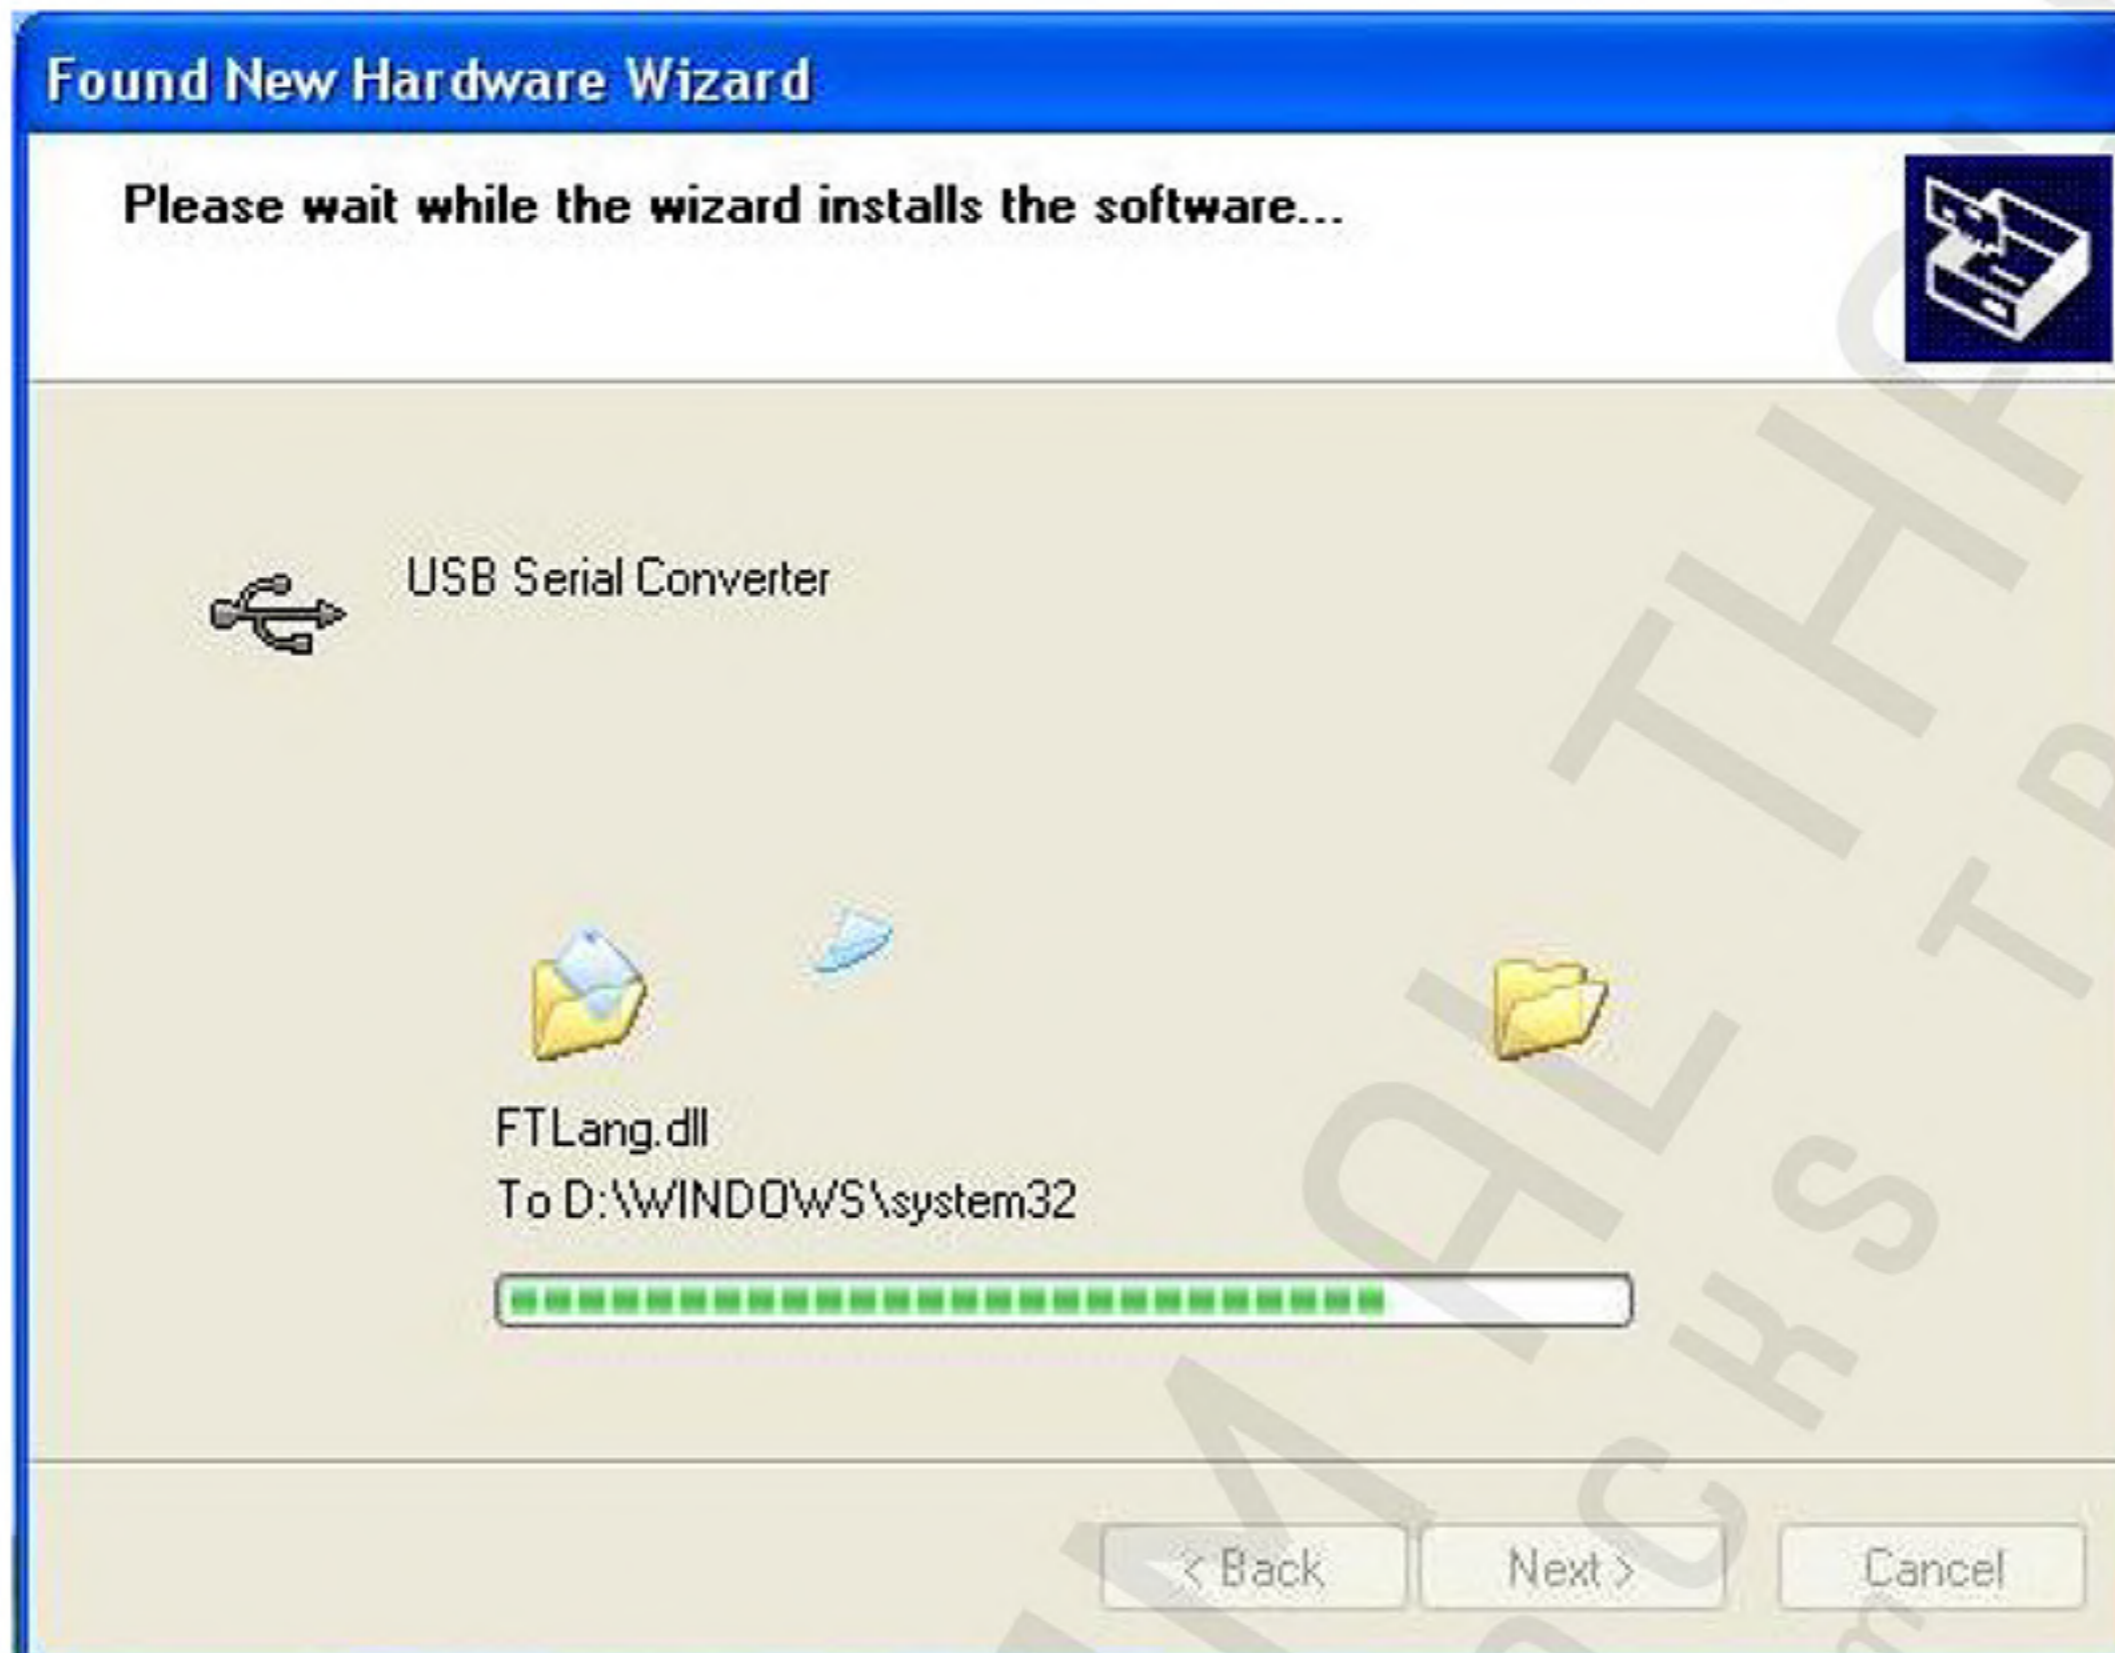 Found New Hardware Wizard
Please wait while the wizard installs the software...
USB Serial Converter
FTLang.dll
To D:\WINDOWS\system32
< Back
Next >
Cancel